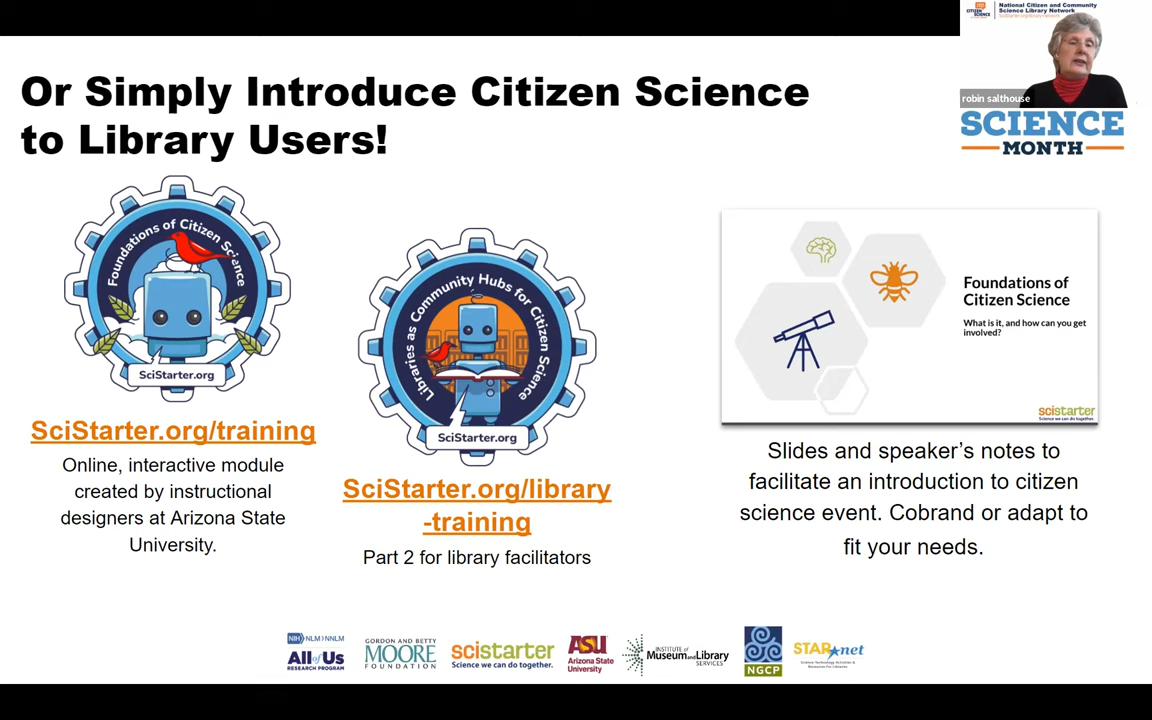 National Citizen and Community
Science Library Network
SciStarter.org/library-network
CITIZEN
SCIENCE
robin salthouse
SCIENCE
MONTH
Or Simply Introduce Citizen Science
to Library Users!
Foundations of Citizen Science
SciStarter.org
SciStarter.org/training
Online, interactive module
created by instructional
designers at Arizona State
University.
Libraries as Community Hubs for Citizen Science
SciStarter.org
SciStarter.org/library
-training
Part 2 for library facilitators
Foundations of
Citizen Science
What is it, and how can you get
involved?
scistarter
Science we can do together.
Slides and speaker’s notes to
facilitate an introduction to citizen
science event. Cobrand or adapt to
fit your needs.
NIH NLM NNLM
All of Us
RESEARCH PROGRAM
GORDON AND BETTY
MOORE
FOUNDATION
scistarter
Science we can do together.
ASU
Arizona State
University
INSTITUTE of
Museum and Library
SERVICES
NGCP
STAR net
Science-Technology Activities &
Resources For Libraries